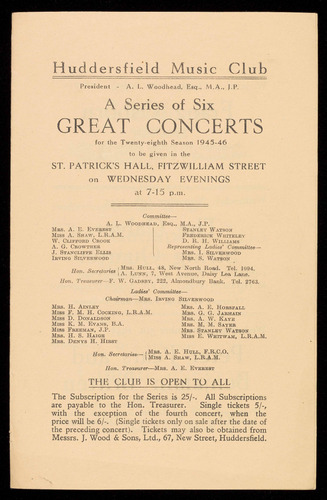 Huddersfield Music Club
President - A. L. Woodhead, Esq., M.A., J.P.
A Series of Six
GREAT CONCERTS
for the Twenty-eighth Season 1945-46
to be given in the
ST. PATRICK'S HALL, FITZWILLIAM STREET
on WEDNESDAY EVENINGS
at 7-15 p.m.
Committee—
A. L. Woodhead, Esq., M.A., J.P.
Mrs. A. E. Everest
Miss A. Shaw, L.R.A.M.
W. Clifford Crook
A. G. Crowther
J. Stancliffe Ellis
Irving Silverwood
Stanley Watson
Frederick Whiteley
D. R. H. Williams
Representing Ladies' Committee—
Mrs. I. Silverwood
Mrs. S. Watson
Hon. Secretaries { Mrs. Hull, 48, New North Road. Tel. 1094.
A. Lunn, 7, West Avenue, Daisy Lea Lane.
Hon. Treasurer—F. W. Gadsby, 222, Almondbury Bank. Tel. 2763.
Ladies' Committee—
Chairman—Mrs. Irving Silverwood
Mrs. H. Ainley
Miss F. M. H. Cocking, L.R.A.M.
Miss D. Donaldson
Miss E. M. Evans, B.A.
Miss Freeman, J.P.
Mrs. H. S. Haigh
Mrs. Denys H. Hirst
Mrs. A. E. Horsfall
Mrs. G. G. Jarmain
Mrs. A. W. Kaye
Mrs. M. M. Sayer
Mrs. Stanley Watson
Miss E. Whitwam, L.R.A.M.
Hon. Secretaries— { Mrs. A. E. Hull, F.R.C.O.
Miss A. Shaw, L.R.A.M.
Hon. Treasurer—Mrs. A. E. Everest
THE CLUB IS OPEN TO ALL
The Subscription for the Series is 25/-. All Subscriptions
are payable to the Hon. Treasurer. Single tickets 5/-,
with the exception of the fourth concert, when the
price will be 6/-. (Single tickets only on sale after the date of
the preceding concert). Tickets may also be obtained from
Messrs. J. Wood & Sons, Ltd., 67, New Street, Huddersfield.